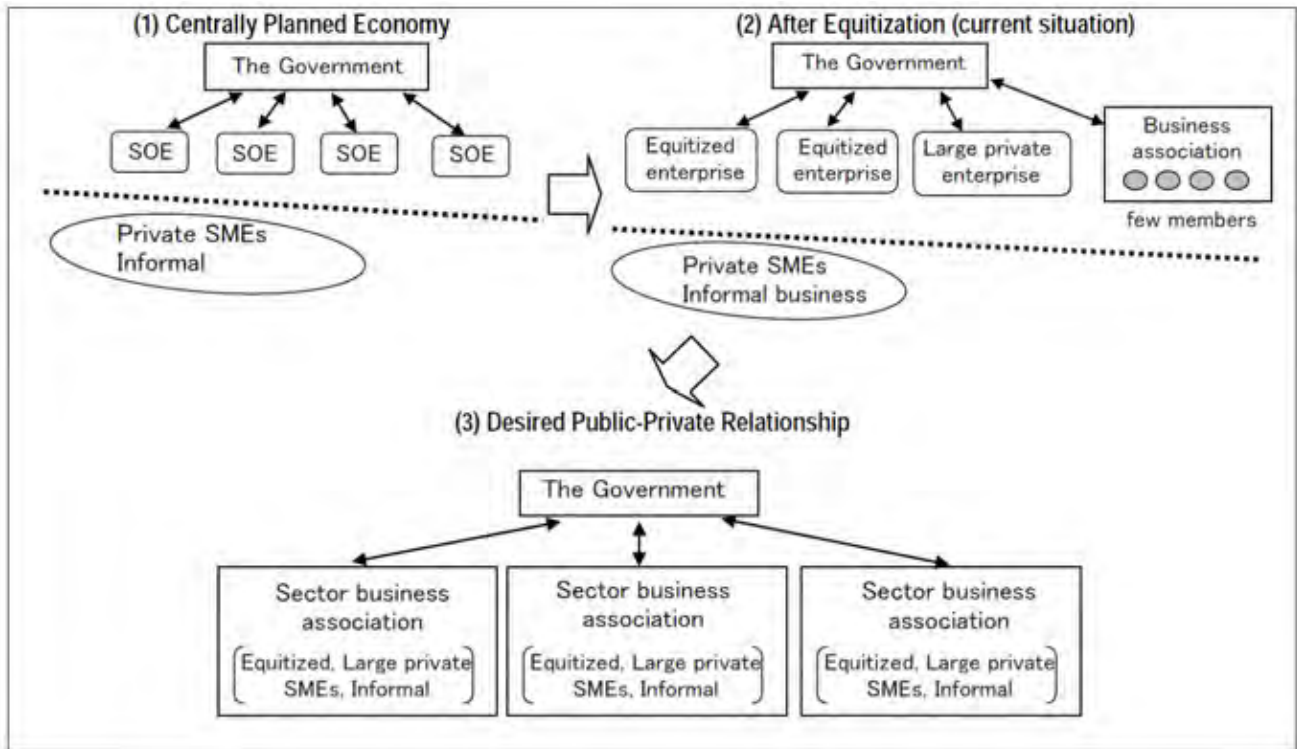 (1) Centrally Planned Economy
The Government
SOE
SOE
SOE
SOE
Private SMEs
Informal
(2) After Equitization (current situation)
The Government
Equitized
enterprise
Equitized
enterprise
Large private
enterprise
Business
association
few members
Private SMEs
Informal business
(3) Desired Public-Private Relationship
The Government
Sector business
association
Equitized, Large private
SMEs, Informal
Sector business
association
Equitized, Large private
SMEs, Informal
Sector business
association
Equitized, Large private
SMEs, Informal